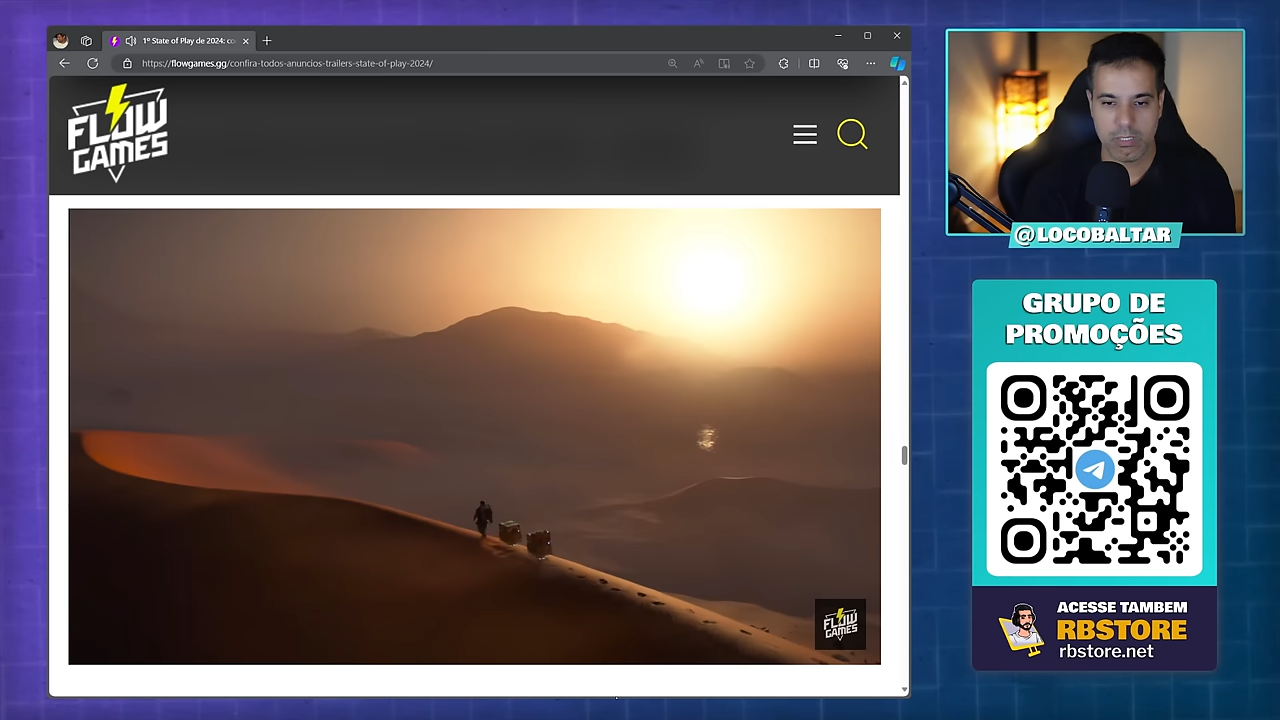 1º State of Play de 2024: co
https://flowgames.gg/confira-todos-anuncios-trailers-state-of-play-2024/
FLOW
GAMES
FLOW
GAMES
@LOCOBALTAR
GRUPO DE
PROMOÇÕES
ACESSE TAMBEM
RBSTORE
rbstore.net